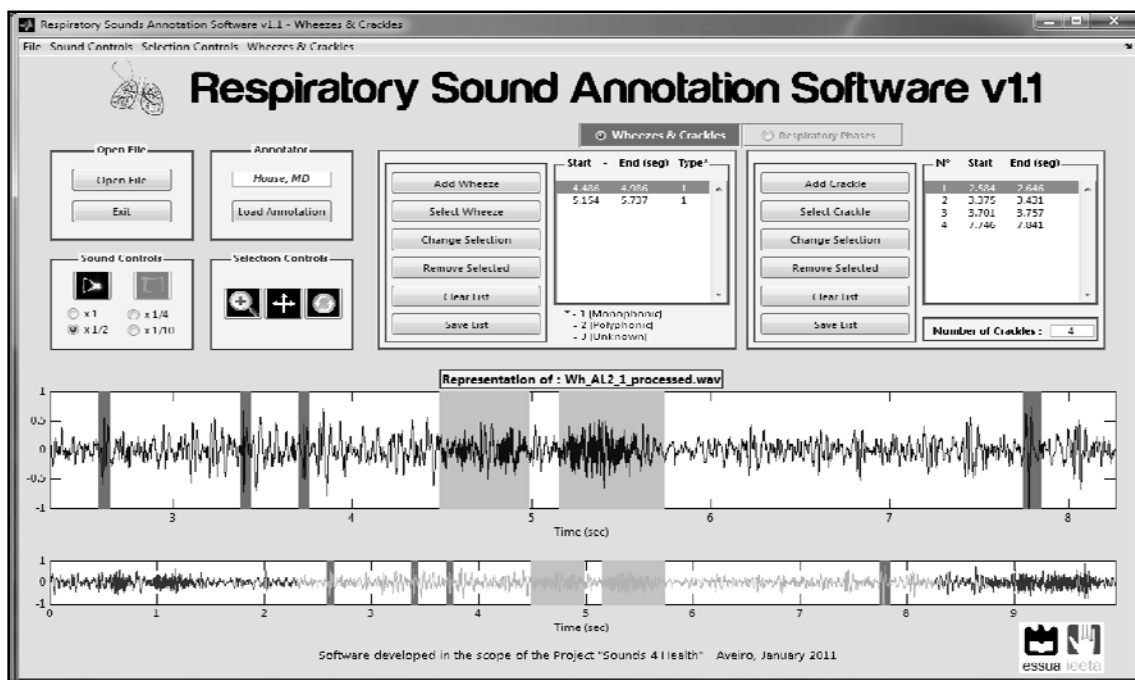 Respiratory Sounds Annotation Software v1.1 - Wheezes & Crackles
File Sound Controls Selection Controls Wheezes & Crackles
Respiratory Sound Annotation Software v1.1
Wheezes & Crackles
Respiratory Phases
Open File
Open File
Exit
Annotator
House, MD
Load Annotation
Sound Controls
x 1
x 1/4
x 1/2
x 1/10
Selection Controls
Add Wheeze
Select Wheeze
Change Selection
Remove Selected
Clear List
Save List
Start - End (seg) Type*
4.486 4.986 1
5.154 5.737 1
* - 1 (Monophonic)
- 2 (Polyphonic)
- 3 (Unknown)
Add Crackle
Select Crackle
Change Selection
Remove Selected
Clear List
Save List
Nº Start End (seg)
1 2.584 2.646
2 3.375 3.431
3 3.701 3.757
4 7.746 7.841
Number of Crackles : 4
Representation of : Wh_AL2_1_processed.wav
1
0.5
0
-0.5
-1
3 4 5 6 7 8
Time (sec)
1
0
-1
0 1 2 3 4 5 6 7 8 9
Time (sec)
Software developed in the scope of the Project "Sounds 4 Health" Aveiro, January 2011
essua ieeta